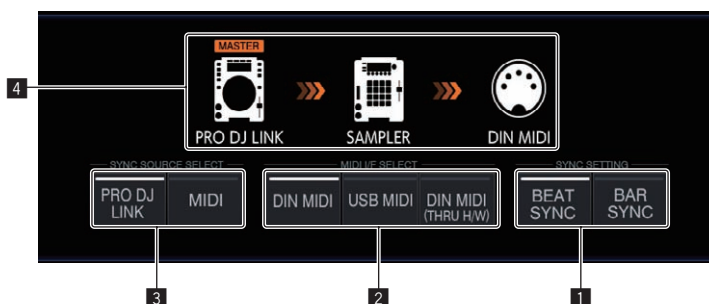 MASTER
PRO DJ LINK
SAMPLER
DIN MIDI
4
SYNC SOURCE SELECT
MIDI I/F SELECT
SYNC SETTING
PRO DJ
LINK
MIDI
DIN MIDI
USB MIDI
DIN MIDI
(THRU H/W)
BEAT
SYNC
BAR
SYNC
3
2
1